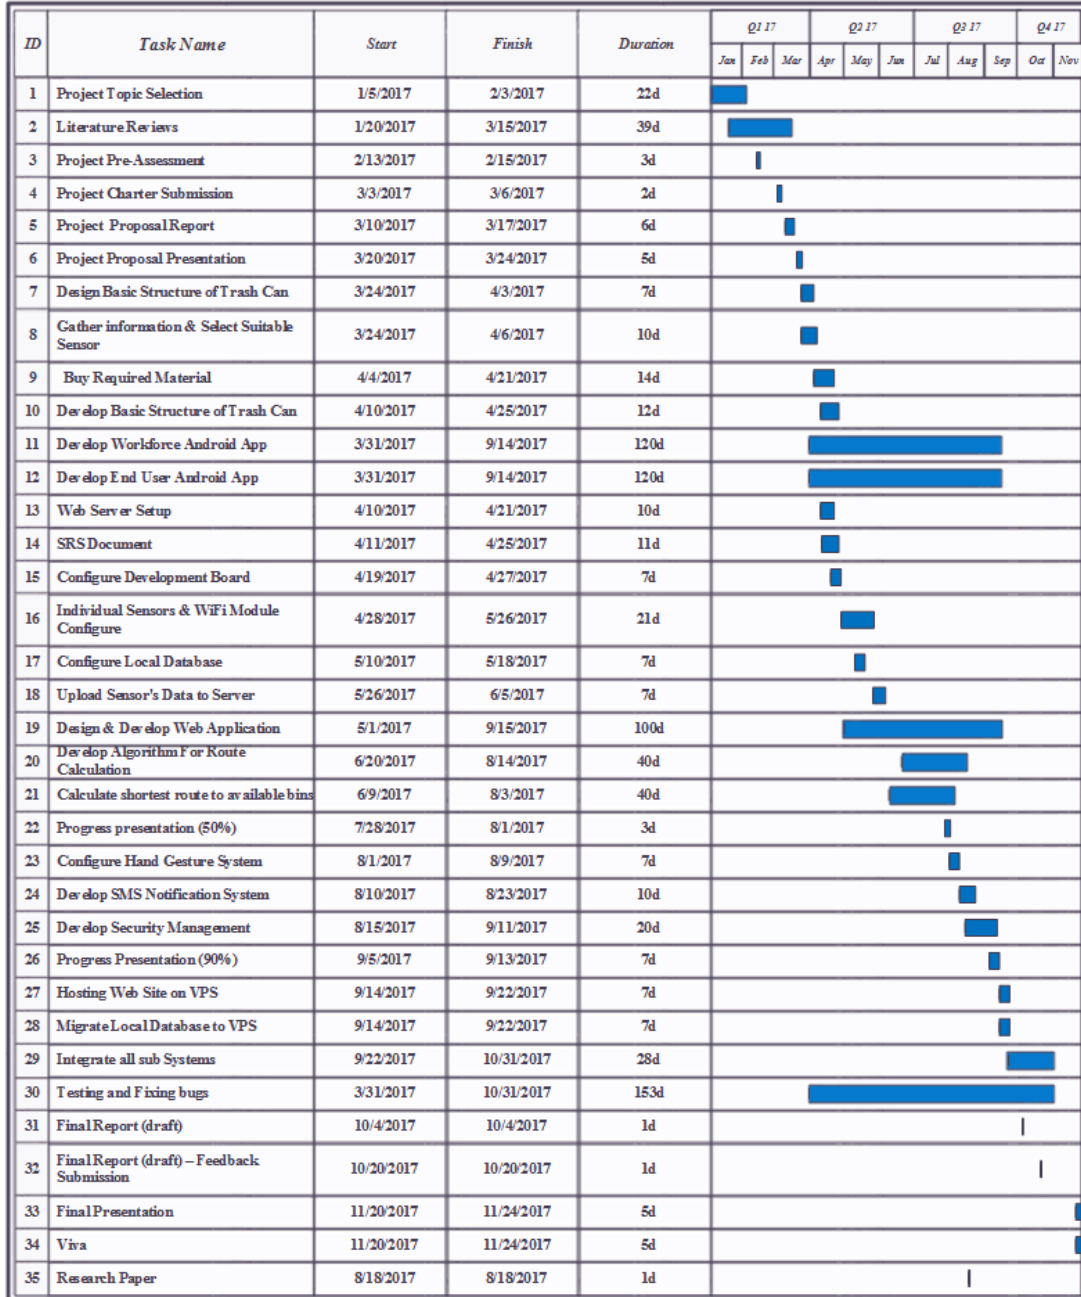 ID Task Name Start Finish Duration Q1 17 Q2 17 Q3 17 Q4 17
Jan Feb Mar Apr May Jun Jul Aug Sep Oct Nov
1 Project Topic Selection 1/5/2017 2/3/2017 22d
2 Literature Reviews 1/20/2017 3/15/2017 39d
3 Project Pre-Assessment 2/13/2017 2/15/2017 3d
4 Project Charter Submission 3/3/2017 3/6/2017 2d
5 Project Proposal Report 3/10/2017 3/17/2017 6d
6 Project Proposal Presentation 3/20/2017 3/24/2017 5d
7 Design Basic Structure of Trash Can 3/24/2017 4/3/2017 7d
8 Gather information & Select Suitable
Sensor 3/24/2017 4/6/2017 10d
9 Buy Required Material 4/4/2017 4/21/2017 14d
10 Develop Basic Structure of Trash Can 4/10/2017 4/25/2017 12d
11 Develop Workforce Android App 3/31/2017 9/14/2017 120d
12 Develop End User Android App 3/31/2017 9/14/2017 120d
13 Web Server Setup 4/10/2017 4/21/2017 10d
14 SRS Document 4/11/2017 4/25/2017 11d
15 Configure Development Board 4/19/2017 4/27/2017 7d
16 Individual Sensors & WiFi Module
Configure 4/28/2017 5/26/2017 21d
17 Configure Local Database 5/10/2017 5/18/2017 7d
18 Upload Sensor's Data to Server 5/26/2017 6/5/2017 7d
19 Design & Develop Web Application 5/1/2017 9/15/2017 100d
20 Develop Algorithm For Route
Calculation 6/20/2017 8/14/2017 40d
21 Calculate shortest route to available bins 6/9/2017 8/3/2017 40d
22 Progress presentation (50%) 7/28/2017 8/1/2017 3d
23 Configure Hand Gesture System 8/1/2017 8/9/2017 7d
24 Develop SMS Notification System 8/10/2017 8/23/2017 10d
25 Develop Security Management 8/15/2017 9/11/2017 20d
26 Progress Presentation (90%) 9/5/2017 9/13/2017 7d
27 Hosting Web Site on VPS 9/14/2017 9/22/2017 7d
28 Migrate Local Database to VPS 9/14/2017 9/22/2017 7d
29 Integrate all sub Systems 9/22/2017 10/31/2017 28d
30 Testing and Fixing bugs 3/31/2017 10/31/2017 153d
31 Final Report (draft) 10/4/2017 10/4/2017 1d
32 Final Report (draft) – Feedback
Submission 10/20/2017 10/20/2017 1d
33 Final Presentation 11/20/2017 11/24/2017 5d
34 Viva 11/20/2017 11/24/2017 5d
35 Research Paper 8/18/2017 8/18/2017 1d